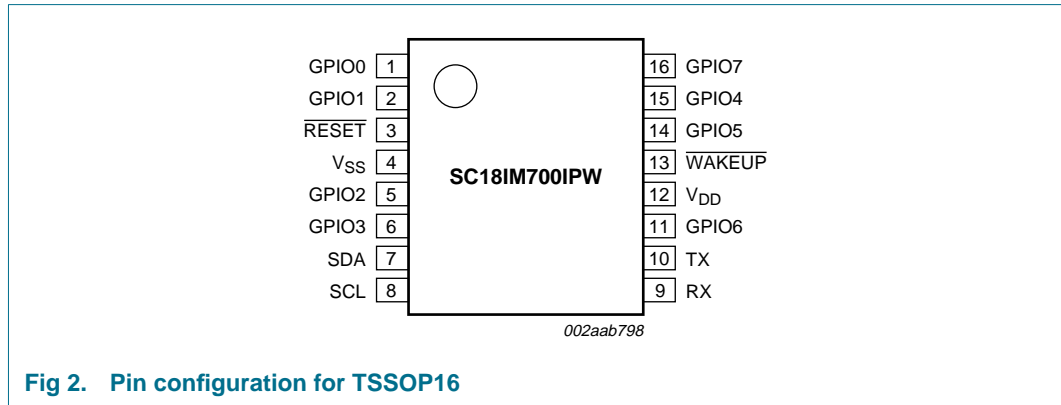 GPIO0 1
GPIO1 2
RESET 3
VSS 4
GPIO2 5
GPIO3 6
SDA 7
SCL 8
SC18IM700IPW
16 GPIO7
15 GPIO4
14 GPIO5
13 WAKEUP
12 VDD
11 GPIO6
10 TX
9 RX
002aab798
Fig 2. Pin configuration for TSSOP16